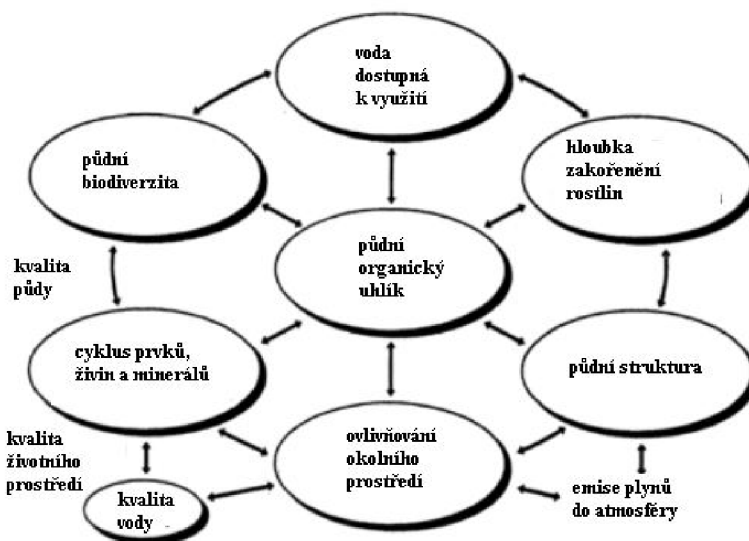 voda
dostupná
k využití
půdní
biodiverzita
hloubka
zakořenění
rostlin
půdní
organický
uhlík
kvalita
půdy
cyklus prvků,
živin a minerálů
půdní struktura
kvalita
životního
prostředí
ovlivňování
okolního
prostředí
kvalita
vody
emise plynů
do atmosféry